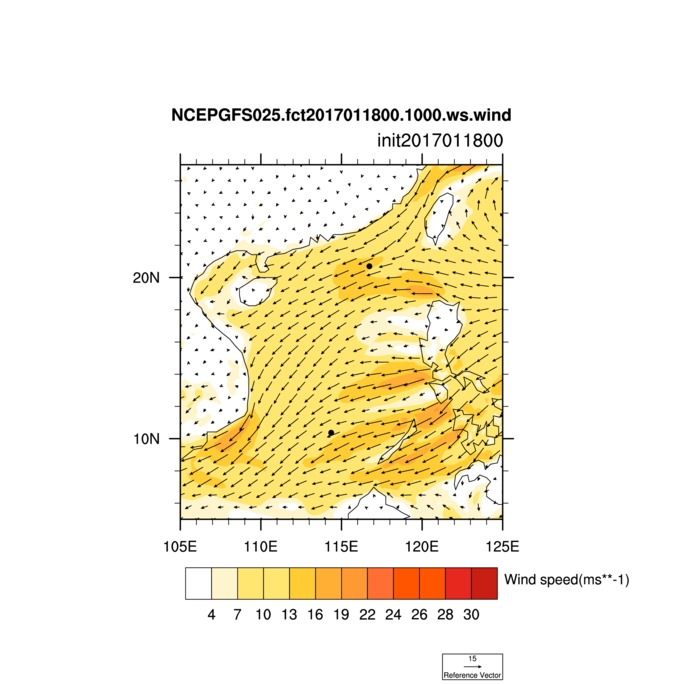 NCEPGFS025.fct2017011800.1000.ws.wind
init2017011800
20N
10N
105E 110E 115E 120E 125E
Wind speed(ms**-1)
4 7 10 13 16 19 22 24 26 28 30
15
Reference Vector